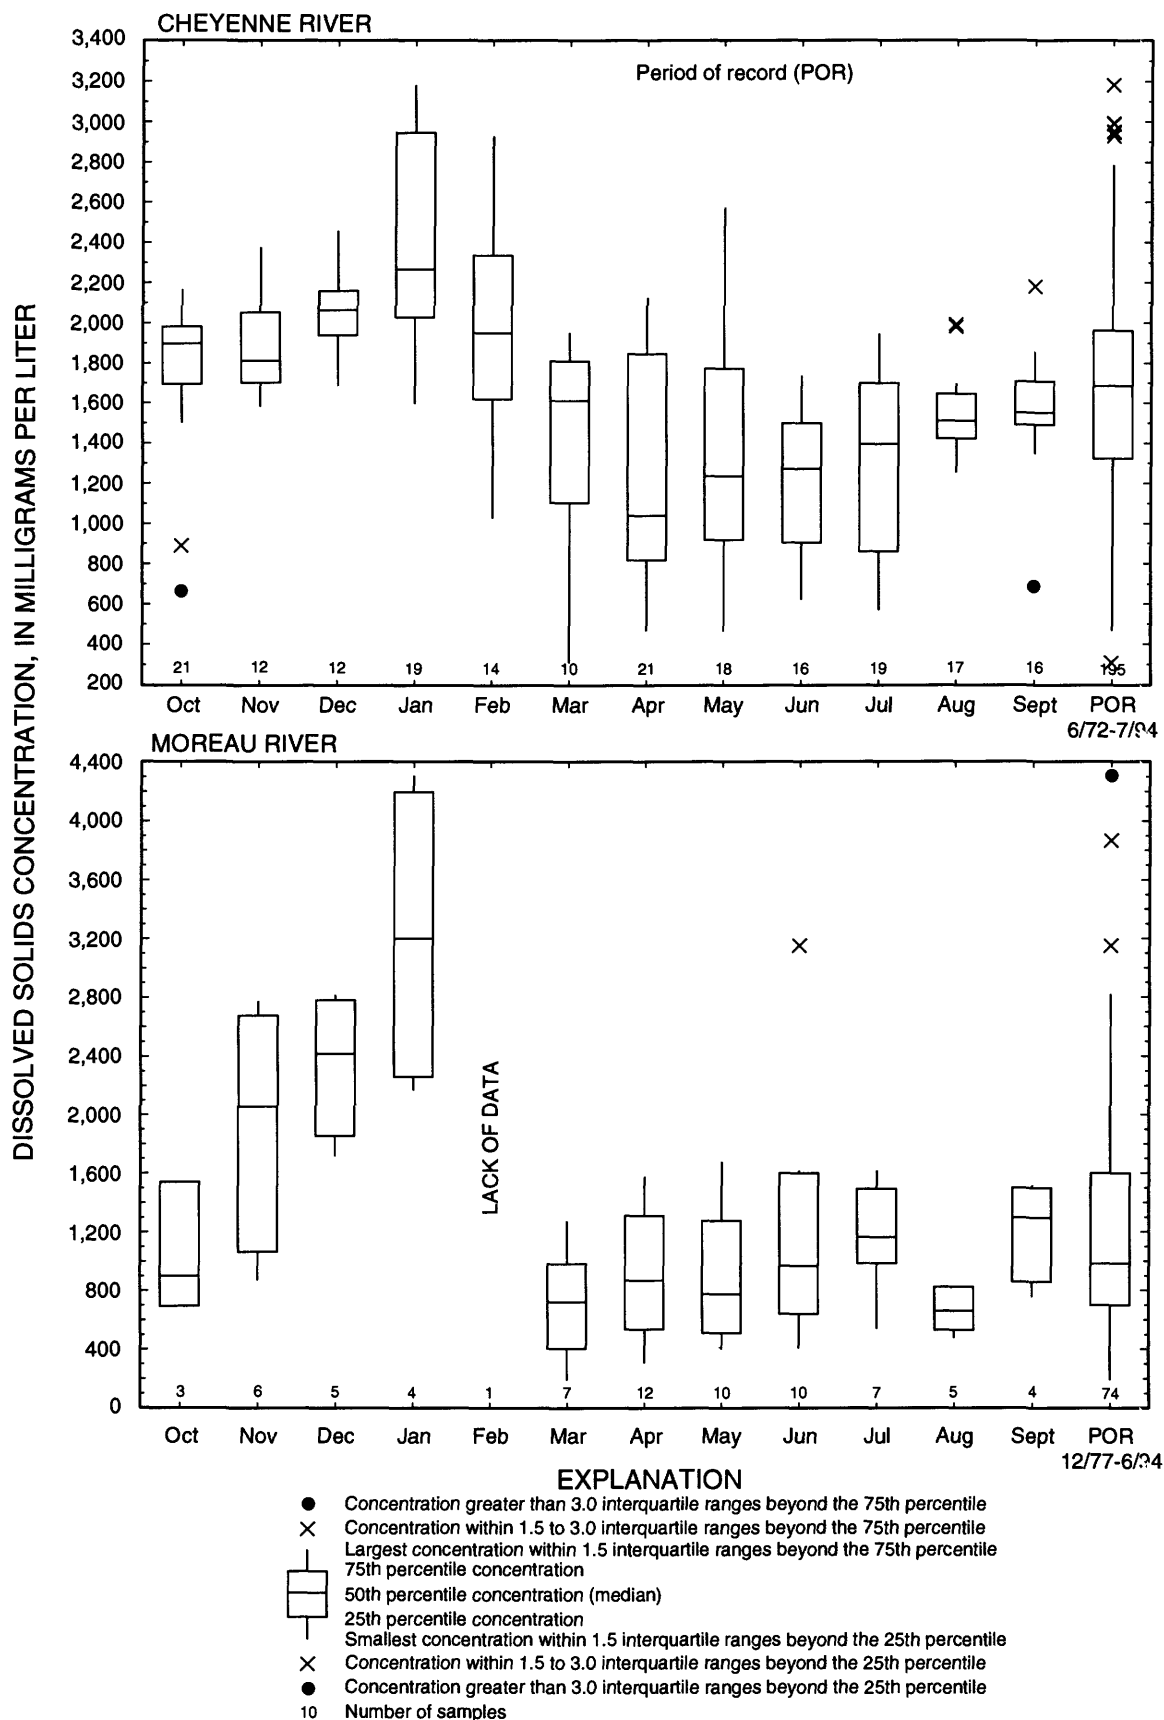 CHEYENNE RIVER
Period of record (POR)
3,400
3,200
3,000
2,800
2,600
2,400
2,200
2,000
1,800
1,600
1,400
1,200
1,000
800
600
400
200
21 12 12 19 14 10 21 18 16 19 17 16 195
Oct Nov Dec Jan Feb Mar Apr May Jun Jul Aug Sept POR
6/72-7/94
DISSOLVED SOLIDS CONCENTRATION, IN MILLIGRAMS PER LITER
MOREAU RIVER
4,400
4,000
3,600
3,200
2,800
2,400
2,000
1,600
1,200
800
400
0
LACK OF DATA
3 6 5 4 1 7 12 10 10 7 5 4 74
Oct Nov Dec Jan Feb Mar Apr May Jun Jul Aug Sept POR
12/77-6/94
EXPLANATION
Concentration greater than 3.0 interquartile ranges beyond the 75th percentile
Concentration within 1.5 to 3.0 interquartile ranges beyond the 75th percentile
Largest concentration within 1.5 interquartile ranges beyond the 75th percentile
75th percentile concentration
50th percentile concentration (median)
25th percentile concentration
Smallest concentration within 1.5 interquartile ranges beyond the 25th percentile
Concentration within 1.5 to 3.0 interquartile ranges beyond the 25th percentile
Concentration greater than 3.0 interquartile ranges beyond the 25th percentile
10 Number of samples